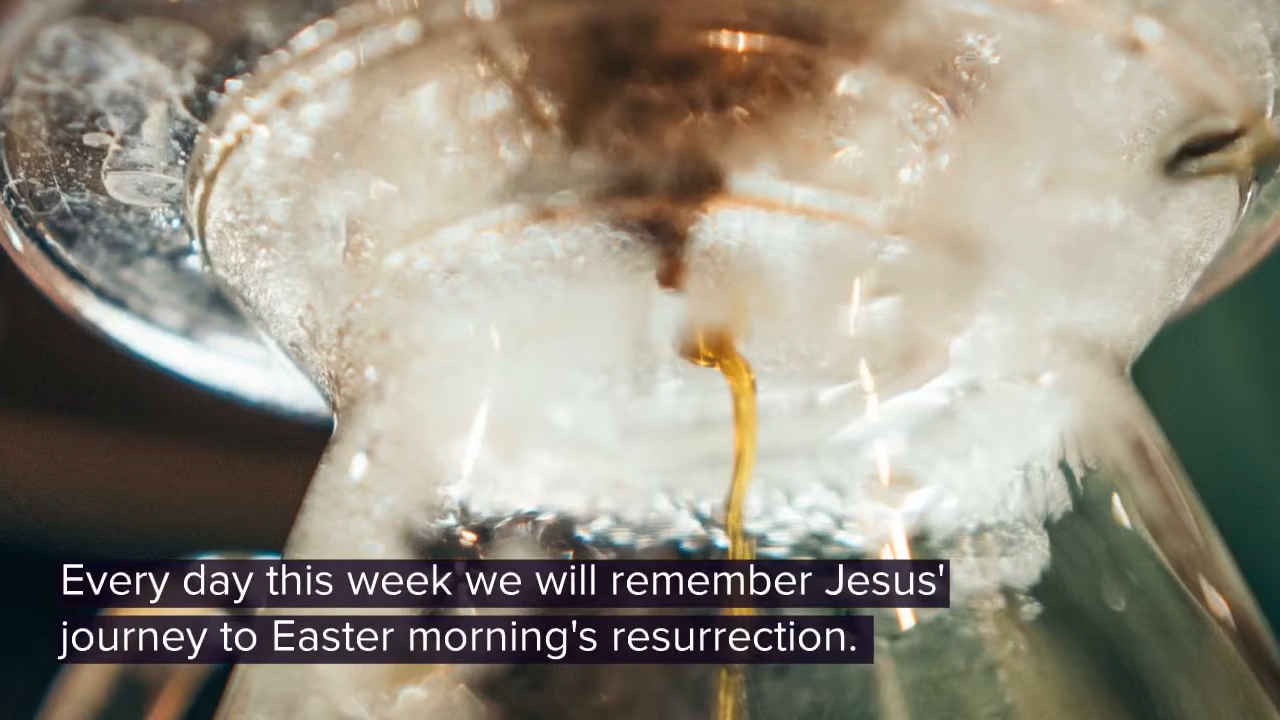 Every day this week we will remember Jesus'
journey to Easter morning's resurrection.